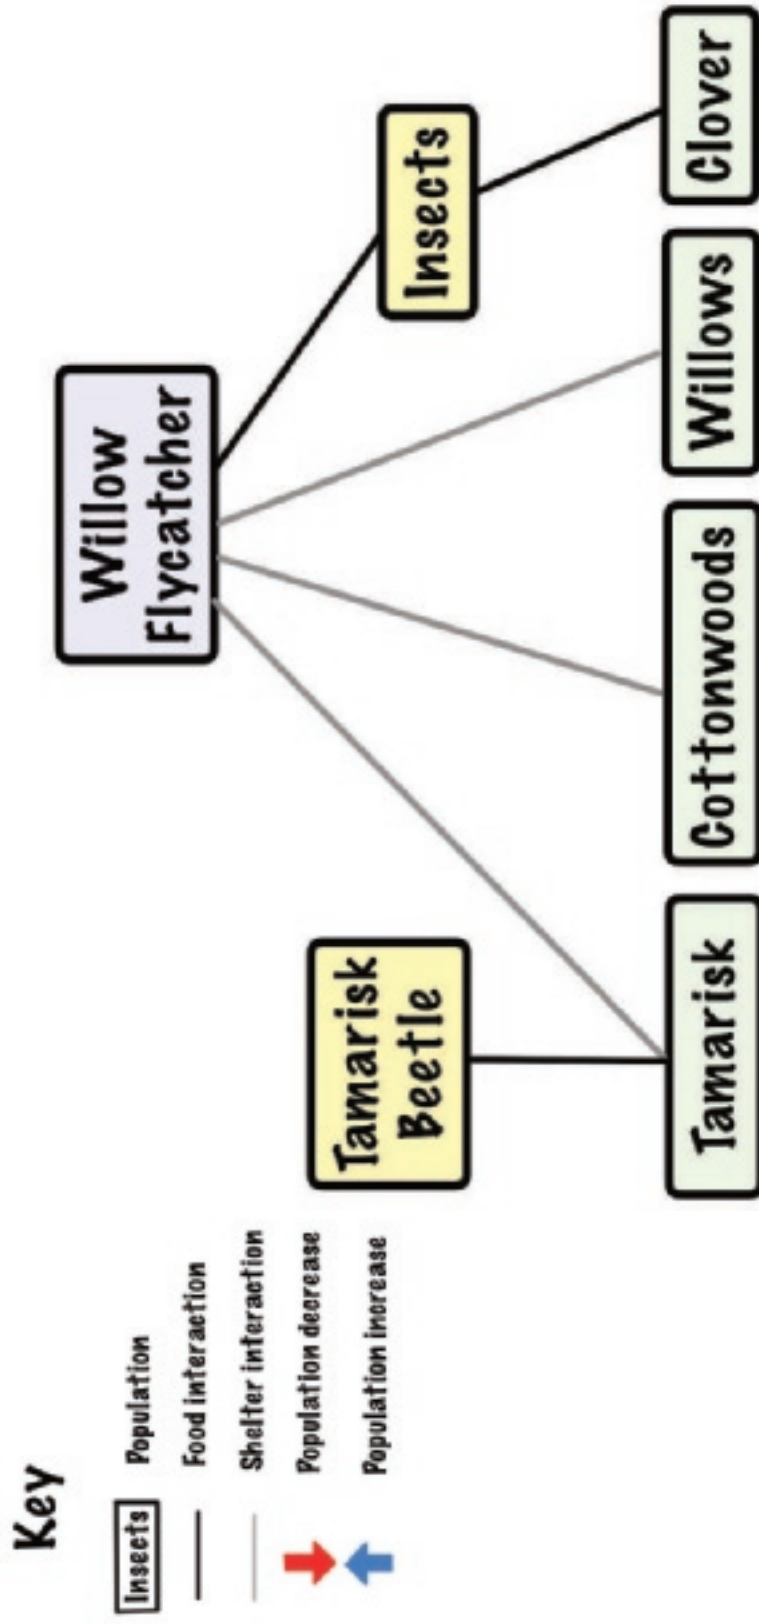 Key
Insects Population
Food interaction
Shelter interaction
Population decrease
Population increase
Willow
Flycatcher
Tamarisk
Beetle
Insects
Tamarisk
Cottonwoods
Willows
Clover